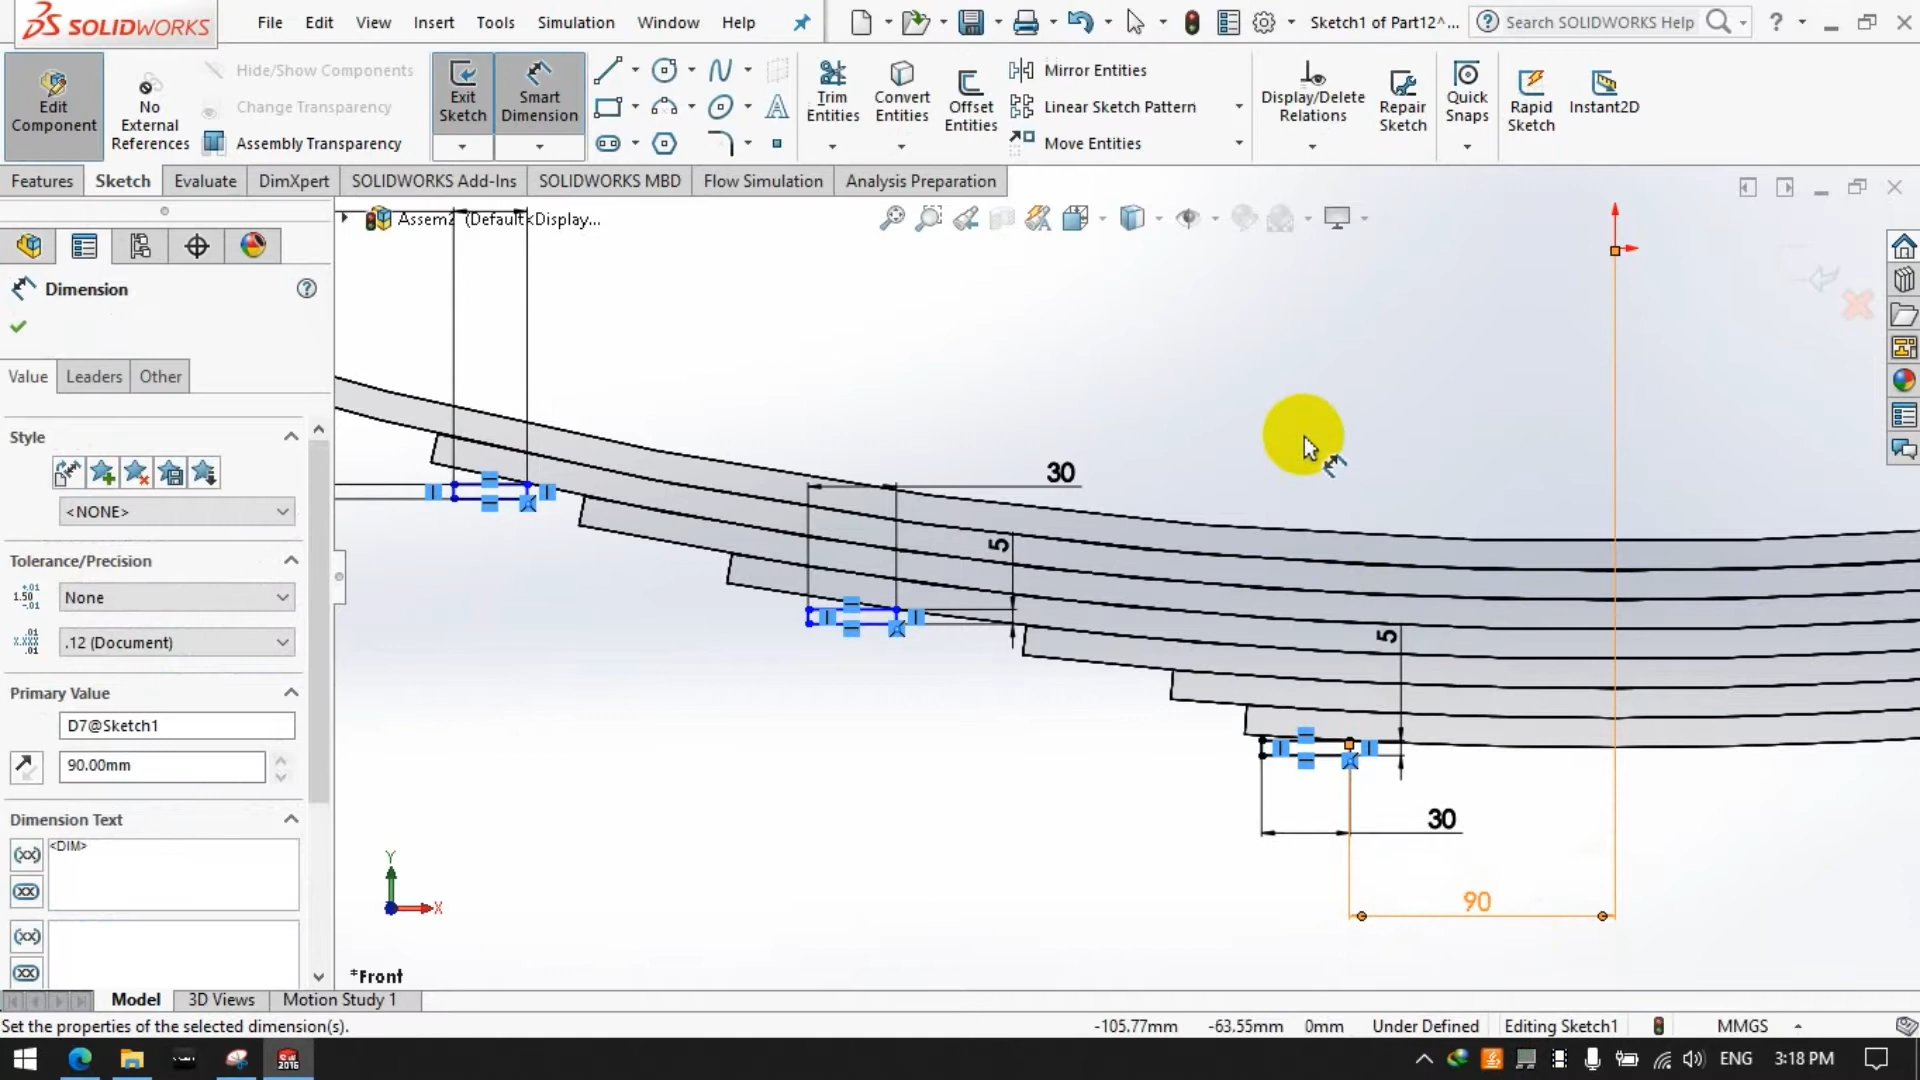 SOLIDWORKS
File Edit View Insert Tools Simulation Window Help
Sketch1 of Part12^...
Search SOLIDWORKS Help
Edit Component
No External References
Hide/Show Components
Change Transparency
Assembly Transparency
Exit Sketch
Smart Dimension
Trim Entities
Convert Entities
Offset Entities
Mirror Entities
Linear Sketch Pattern
Move Entities
Display/Delete Relations
Repair Sketch
Quick Snaps
Rapid Sketch
Instant2D
Features Sketch Evaluate DimXpert SOLIDWORKS Add-Ins SOLIDWORKS MBD Flow Simulation Analysis Preparation
Assem2 (Default<Display...
Dimension
Value Leaders Other
Style
<NONE>
Tolerance/Precision
None
.12 (Document)
Primary Value
D7@Sketch1
90.00mm
Dimension Text
<DIM>
30
5
5
30
90
Y
X
*Front
Model 3D Views Motion Study 1
Set the properties of the selected dimension(s).
-105.77mm -63.55mm 0mm Under Defined Editing Sketch1 MMGS
ENG 3:18 PM